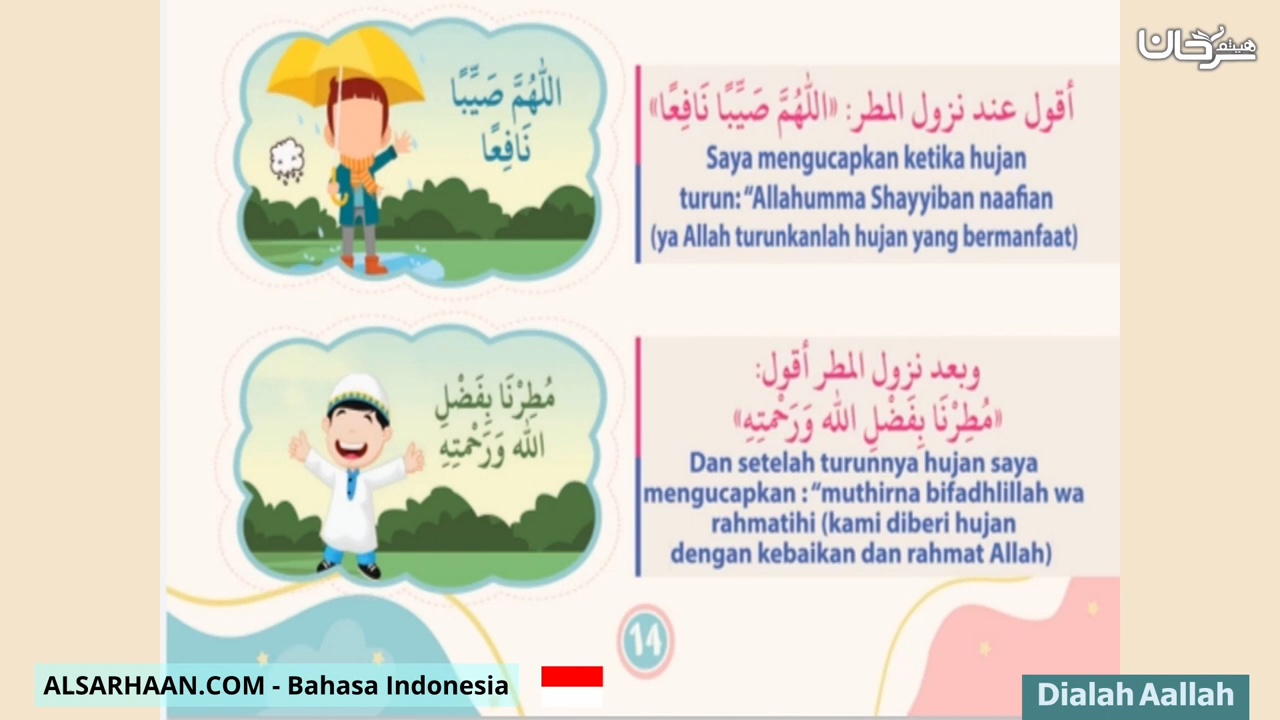 هيثم سرحان
اللّٰهُمَّ صَيِّبًا
نَافِعًا
أقول عند نزول المطر: «اللّٰهُمَّ صَيِّبًا نَافِعًا»
Saya mengucapkan ketika hujan
turun: “Allahumma Shayyiban naafian
(ya Allah turunkanlah hujan yang bermanfaat)
مُطِرْنَا بِفَضْلِ
الله وَرَحْمَتِهِ
وبعد نزول المطر أقول:
«مُطِرْنَا بِفَضْلِ الله وَرَحْمَتِهِ»
Dan setelah turunnya hujan saya
mengucapkan : “muthirna bifadhlillah wa
rahmatihi (kami diberi hujan
dengan kebaikan dan rahmat Allah)
14
ALSARHAAN.COM - Bahasa Indonesia
Dialah Aallah